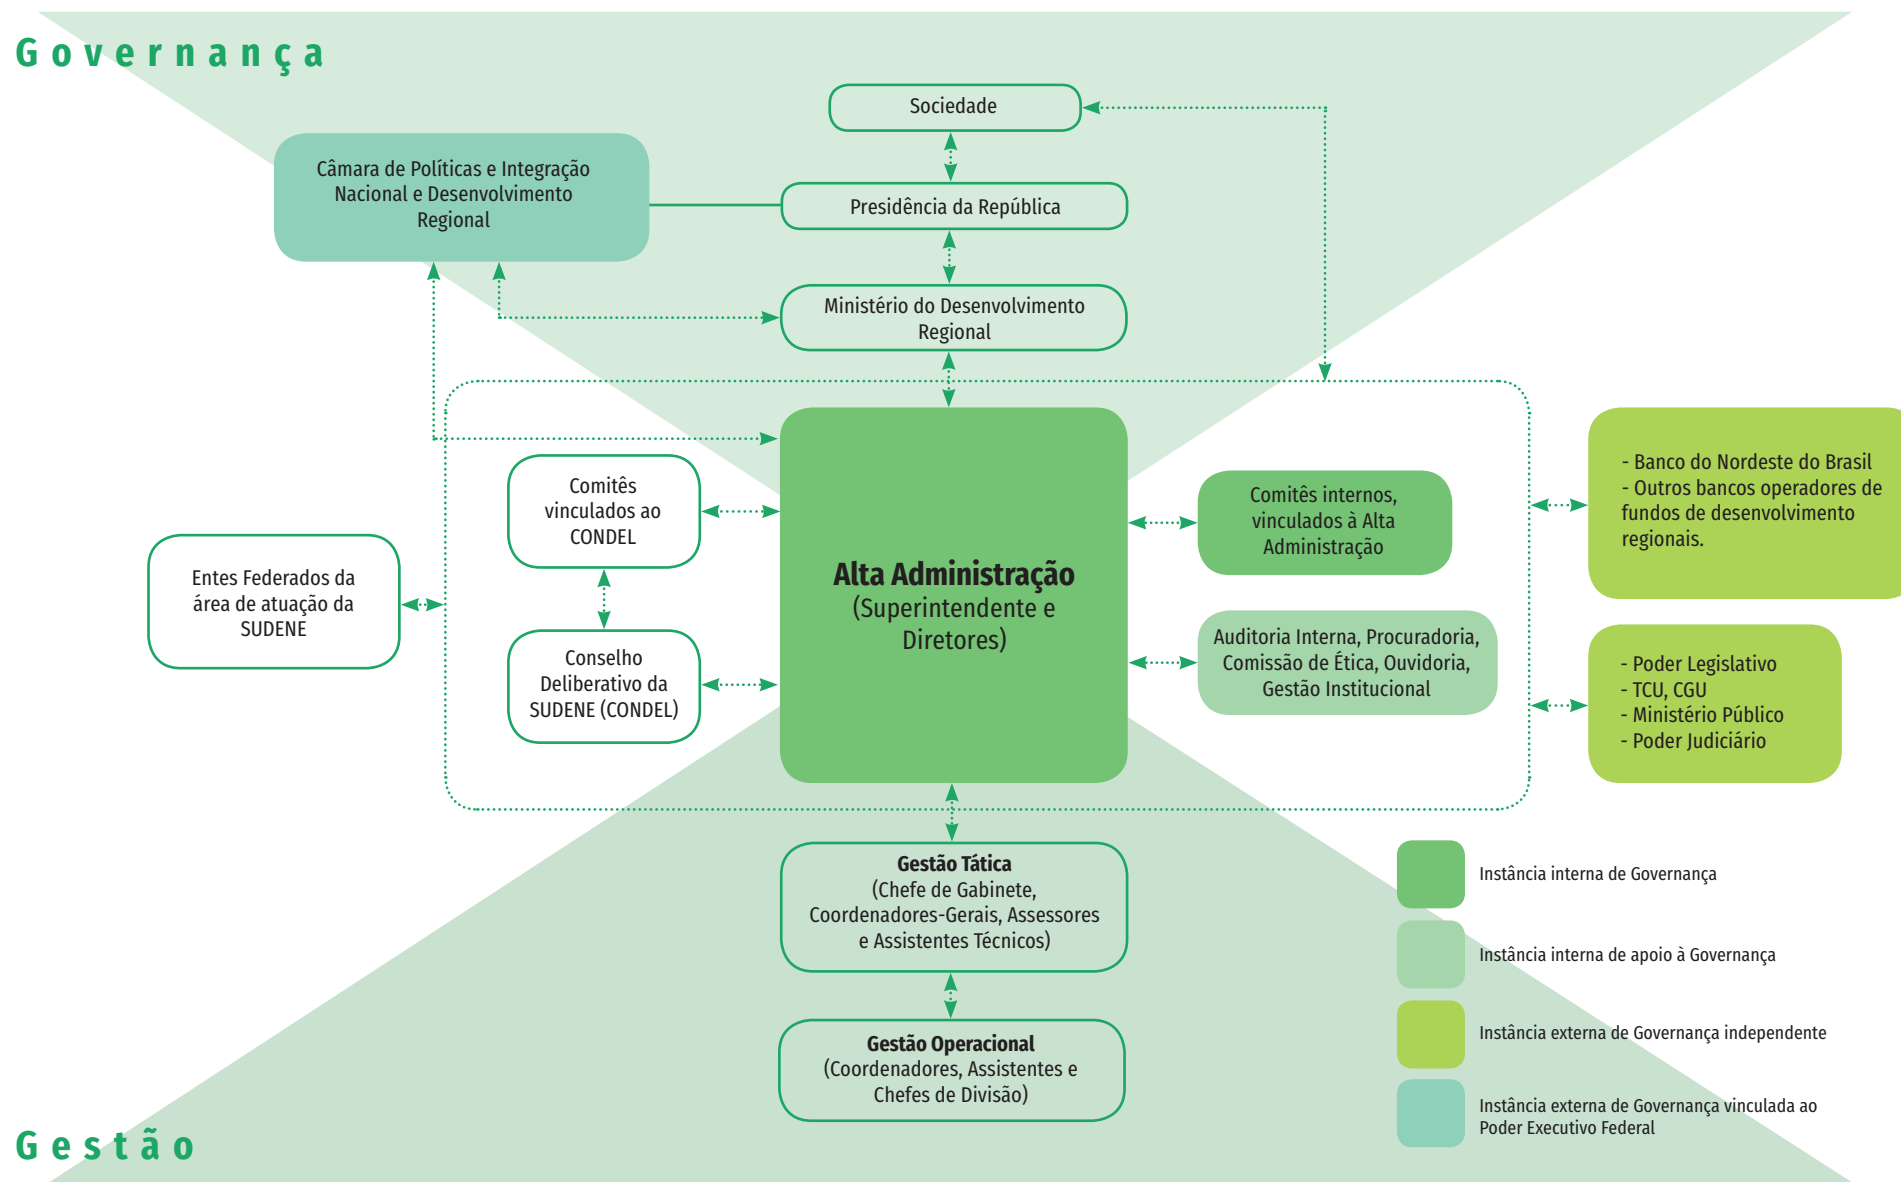 Governança
Sociedade
Câmara de Políticas e Integração
Nacional e Desenvolvimento
Regional
Presidência da República
Ministério do Desenvolvimento
Regional
Comitês
vinculados ao
CONDEL
Entes Federados da
área de atuação da
SUDENE
Conselho
Deliberativo da
SUDENE (CONDEL)
Alta Administração
(Superintendente e
Diretores)
Comitês internos,
vinculados à Alta
Administração
Auditoria Interna, Procuradoria,
Comissão de Ética, Ouvidoria,
Gestão Institucional
- Banco do Nordeste do Brasil
- Outros bancos operadores de
fundos de desenvolvimento
regionais.
- Poder Legislativo
- TCU, CGU
- Ministério Público
- Poder Judiciário
Gestão Tática
(Chefe de Gabinete,
Coordenadores-Gerais, Assessores
e Assistentes Técnicos)
Gestão Operacional
(Coordenadores, Assistentes e
Chefes de Divisão)
Instância interna de Governança
Instância interna de apoio à Governança
Instância externa de Governança independente
Instância externa de Governança vinculada ao
Poder Executivo Federal
Gestão